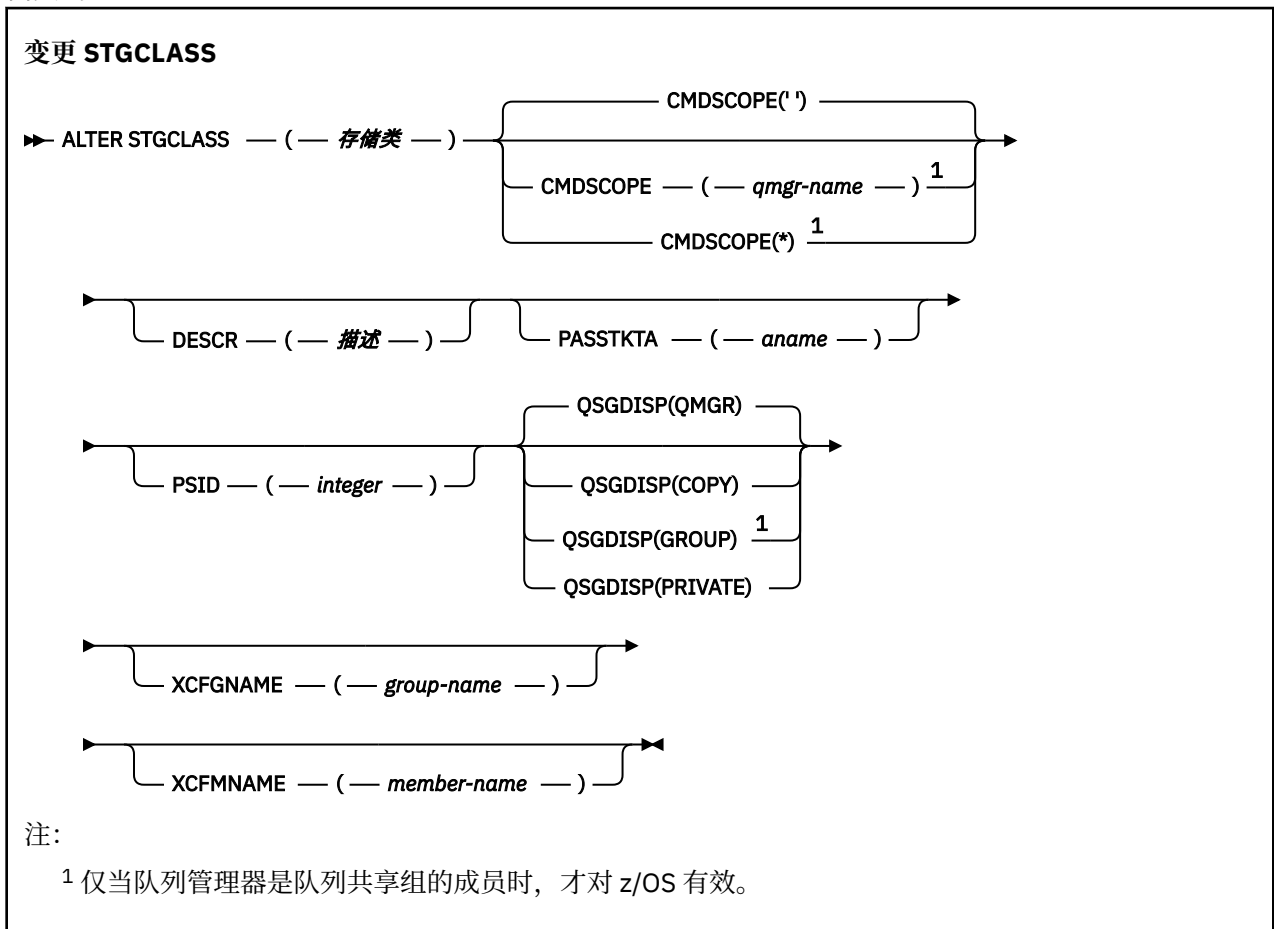 变更 STGCLASS
CMDSCOPE(' ')
ALTER STGCLASS ( 存储类 )
CMDSCOPE ( qmgr-name ) 1
CMDSCOPE(*) 1
DESCR ( 描述 ) PASSTKTA ( aname )
QSGDISP(QMGR)
PSID ( integer ) QSGDISP(COPY)
QSGDISP(GROUP) 1
QSGDISP(PRIVATE)
XCFGNAME ( group-name )
XCFMNAME ( member-name )
注：
1 仅当队列管理器是队列共享组的成员时，才对 z/OS 有效。